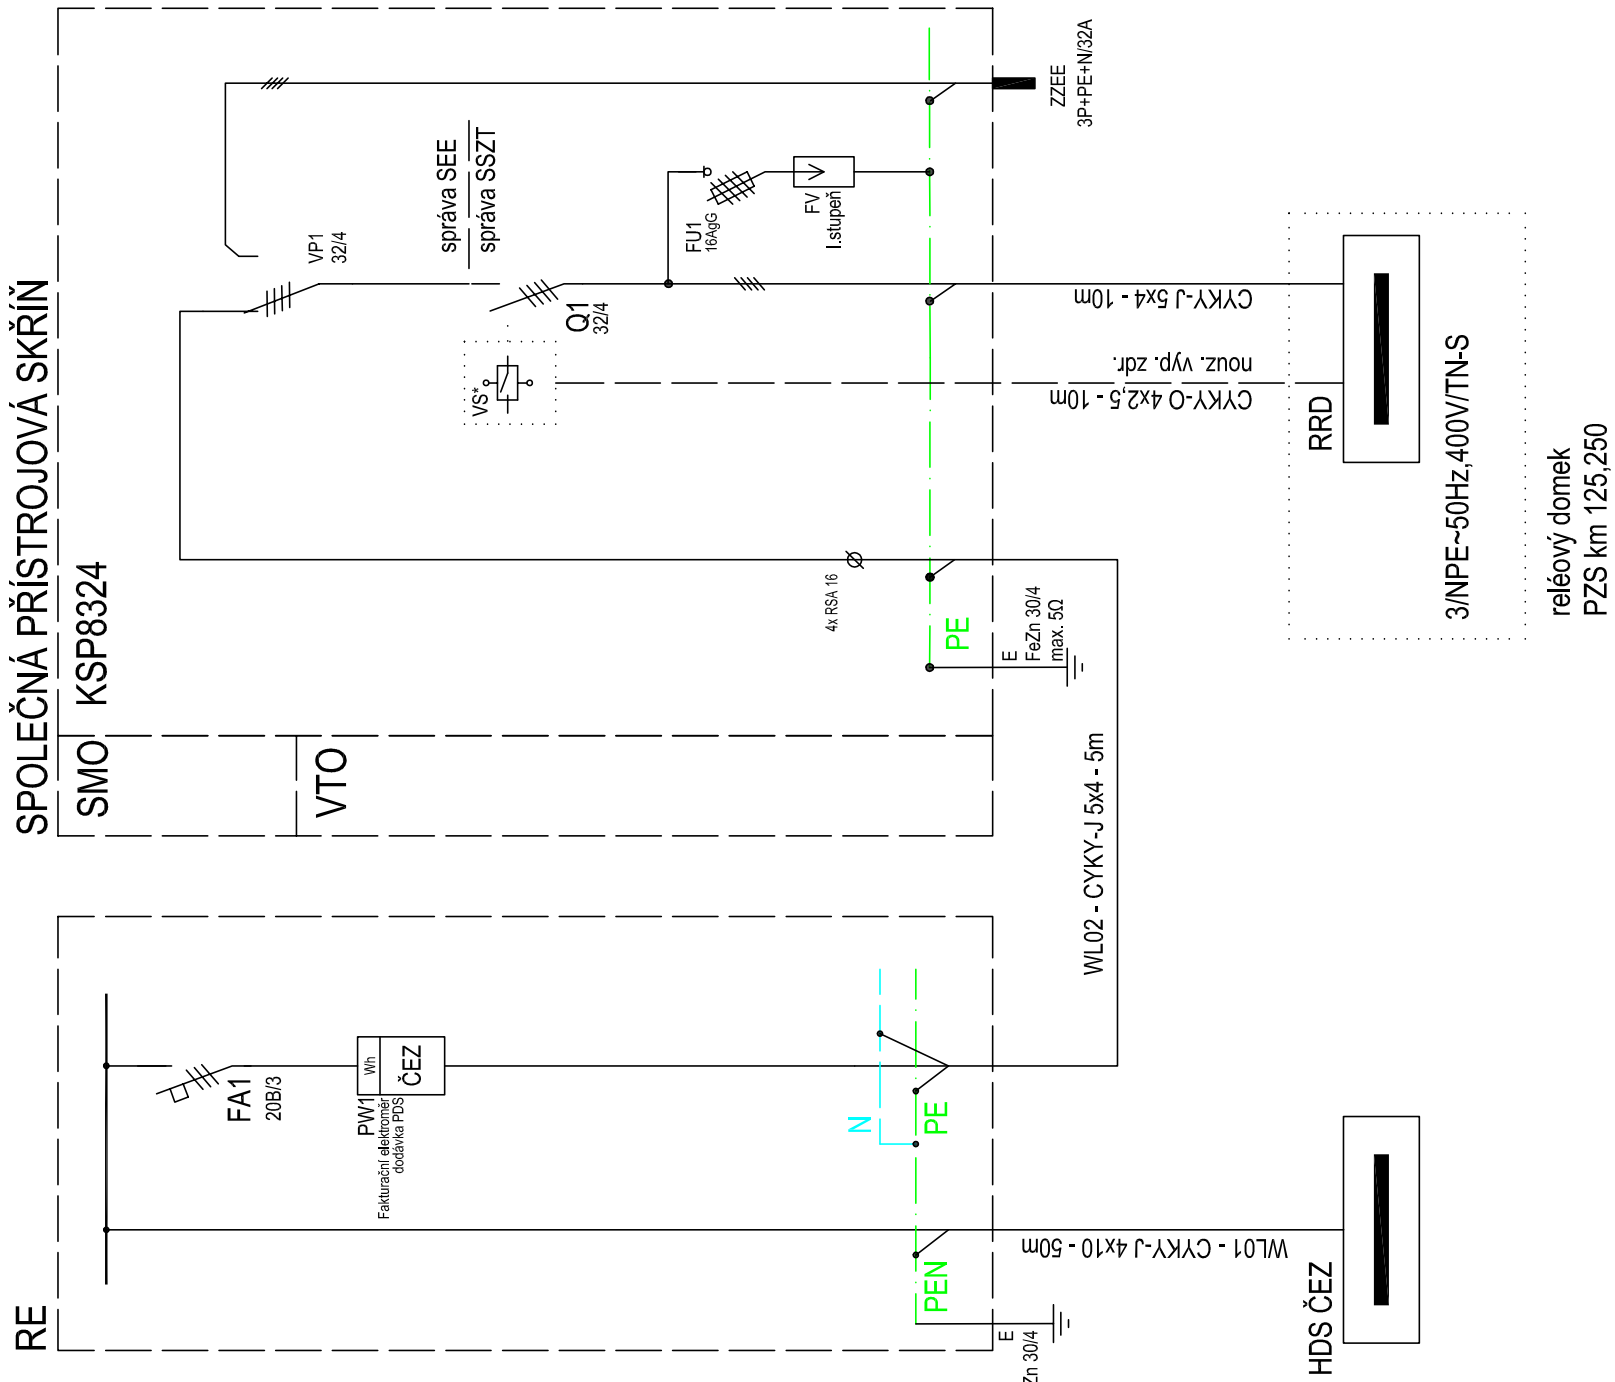 RE
FA1
20B/3
PW1
Fakturační elektroměr
dodávka PDS
Wh
ČEZ
N
PE
PEN
E
Zn 30/4
WL01 - CYKY-J 4x10 - 50m
HDS ČEZ
WL02 - CYKY-J 5x4 - 5m
SPOLEČNÁ PŘÍSTROJOVÁ SKŘÍŇ
SMO
KSP8324
VTO
VP1
32/4
správa SEE
správa SSZT
Q1
32/4
VS*
FU1
16AgG
FV
I.stupeň
4x RSA 16
PE
E
FeZn 30/4
max. 5Ω
ZZEE
3P+PE+N/32A
CYKY-J 5x4 - 10m
nouz. vyp. zdr.
CYKY-O 4x2,5 - 10m
RRD
3/NPE~50Hz,400V/TN-S
reléový domek
PZS km 125,250